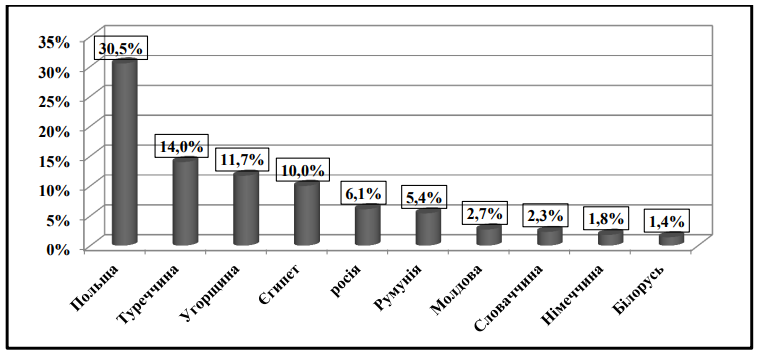 35%
30%
25%
20%
15%
10%
5%
0%
30,5%
14,0%
11,7%
10,0%
6,1%
5,4%
2,7%
2,3%
1,8%
1,4%
Польша
Туреччина
Угорщина
Єгипет
росія
Румунія
Молдова
Словаччина
Німеччина
Білорусь